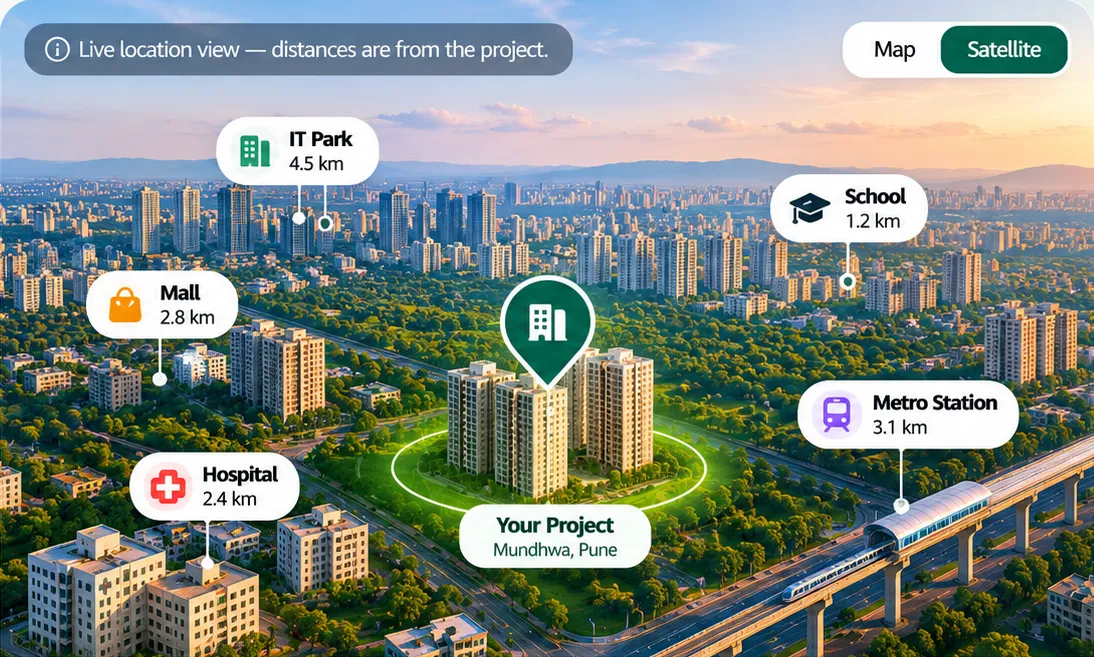 Live location view — distances are from the project.
Map
Satellite
IT Park
4.5 km
School
1.2 km
Mall
2.8 km
Metro Station
3.1 km
Hospital
2.4 km
Your Project
Mundhwa, Pune